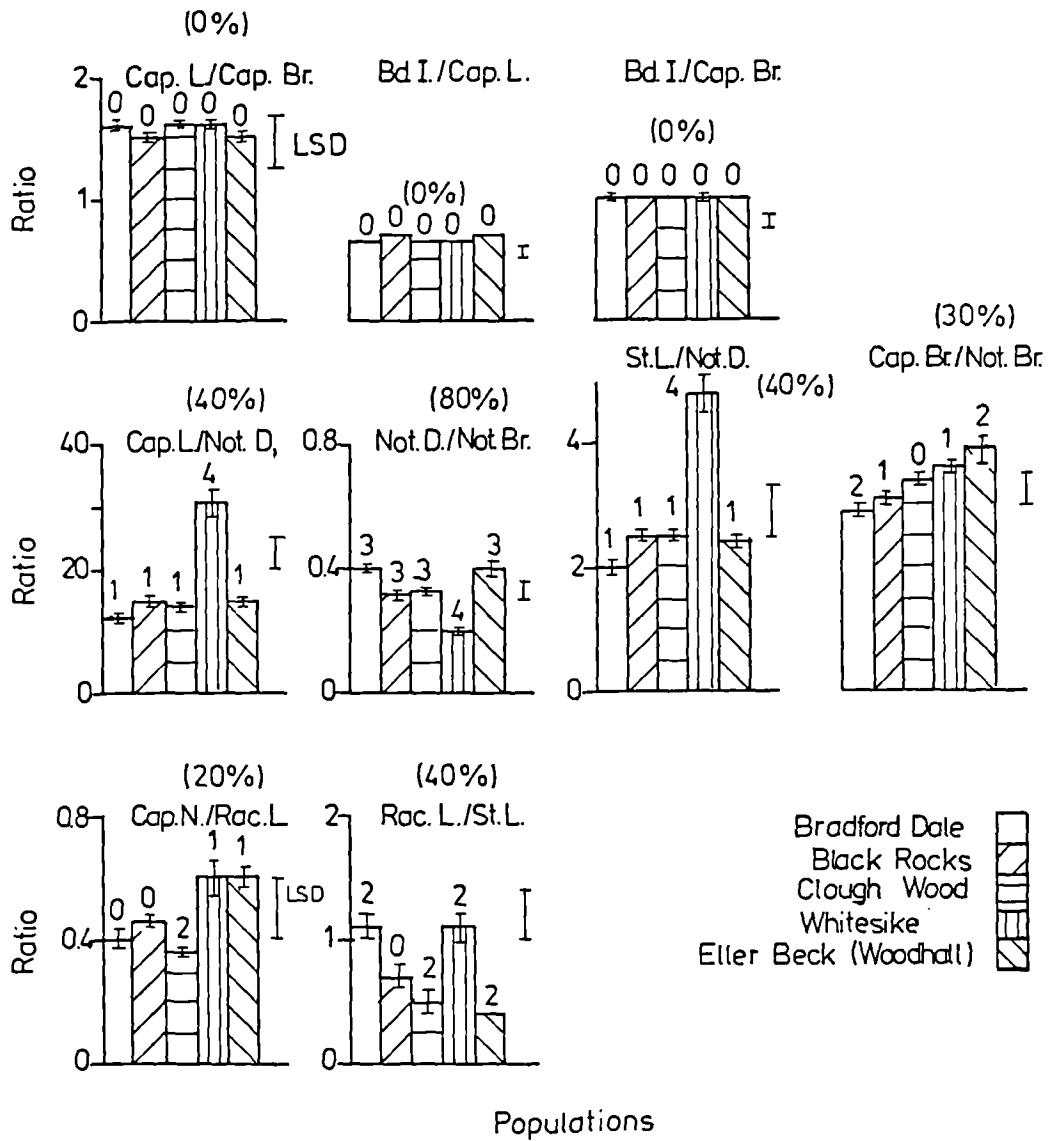 (0%)
Cap. L./Cap. Br.
Bd I./Cap. L.
Bd I./Cap. Br.
2
0 0 0 0 0
LSD
(0%)
0 0 0 0 0
(0%)
0 0 0 0 0
1
0
Ratio
(40%)
Cap.L./Not. D,
40
20
0
1 1 1 4 1
Ratio
(80%)
Not.D./Not Br.
0.8
0.4
0
3 3 3 4 3
St.L./Not.D.
(40%)
4
2
0
1 1 1 4 1
(30%)
Cap. Br./Not. Br.
2 1 0 1 2
(20%)
Cap.N./Rac.L
0.8
0.4
0
0 0 2 1 1
LSD
Ratio
(40%)
Rac. L./St.L.
2
1
0
2 0 2 2 2
Bradford Dale
Black Rocks
Clough Wood
Whitesike
Eller Beck (Woodhall)
Populations